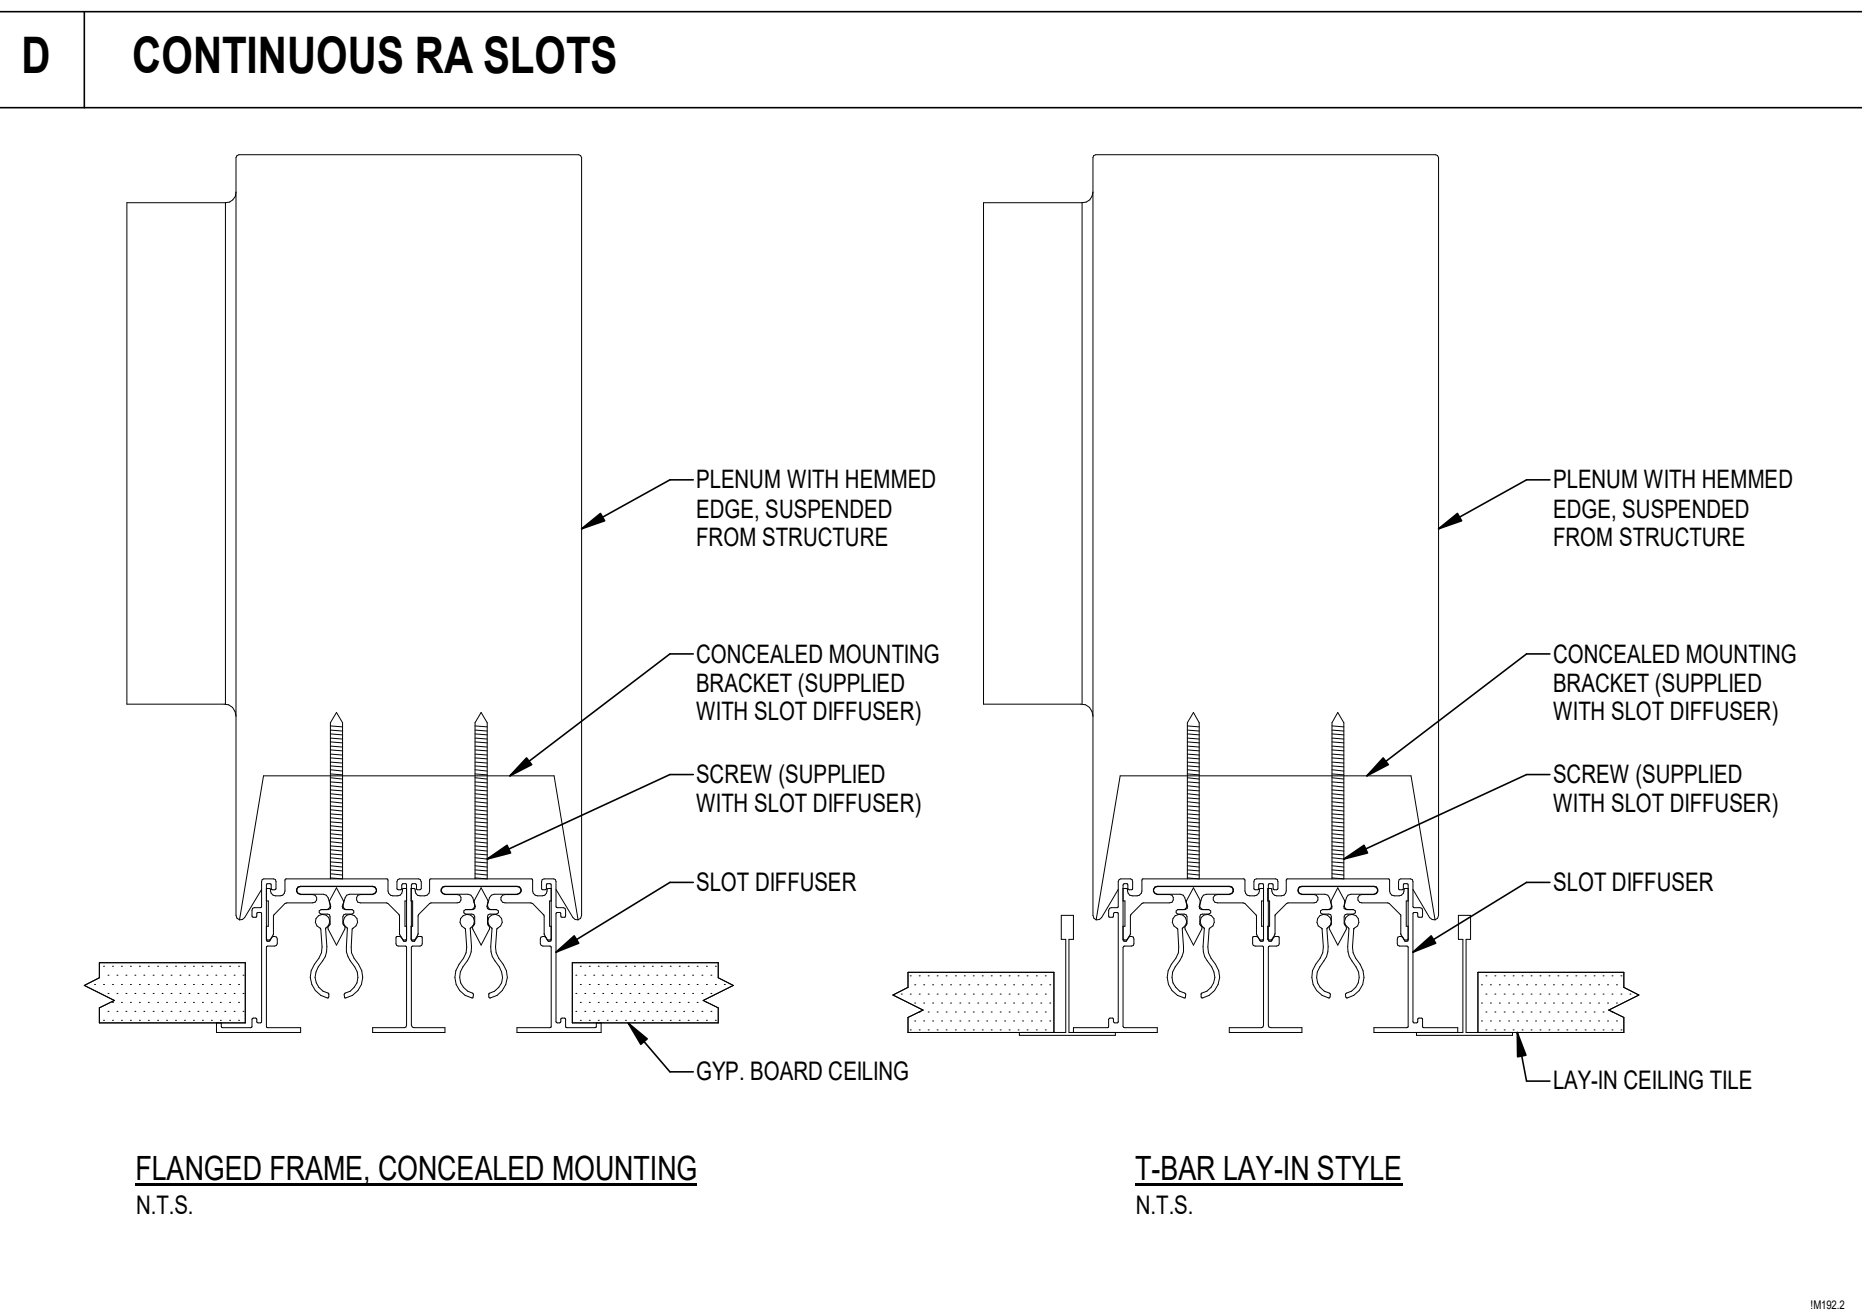 D
CONTINUOUS RA SLOTS
PLENUM WITH HEMMED
EDGE, SUSPENDED
FROM STRUCTURE
CONCEALED MOUNTING
BRACKET (SUPPLIED
WITH SLOT DIFFUSER)
SCREW (SUPPLIED
WITH SLOT DIFFUSER)
SLOT DIFFUSER
GYP. BOARD CEILING
FLANGED FRAME, CONCEALED MOUNTING
N.T.S.
PLENUM WITH HEMMED
EDGE, SUSPENDED
FROM STRUCTURE
CONCEALED MOUNTING
BRACKET (SUPPLIED
WITH SLOT DIFFUSER)
SCREW (SUPPLIED
WITH SLOT DIFFUSER)
SLOT DIFFUSER
LAY-IN CEILING TILE
T-BAR LAY-IN STYLE
N.T.S.
!M192.2